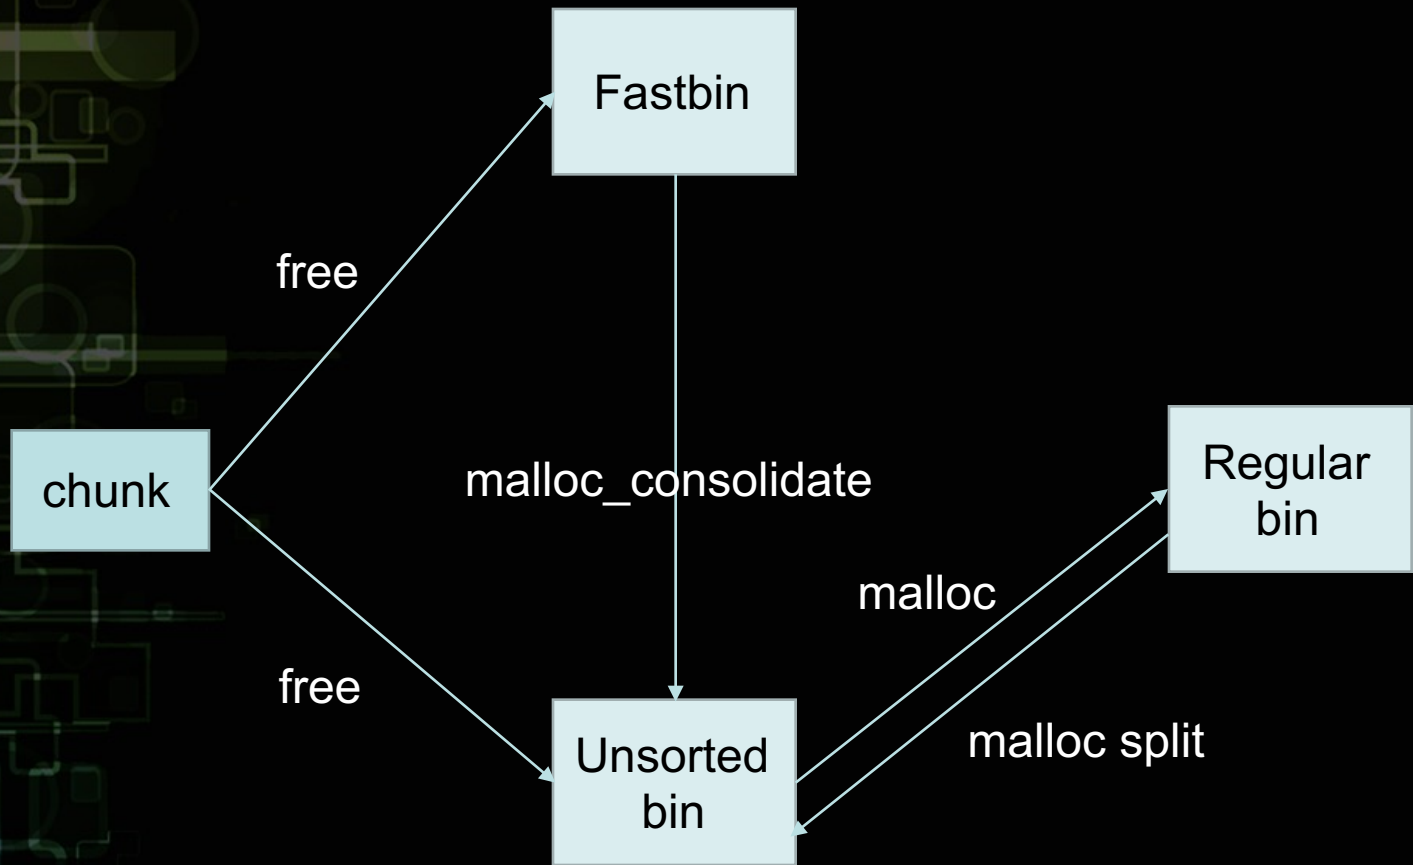 Fastbin
free
chunk
malloc_consolidate
Regular
bin
malloc
free
Unsorted
bin
malloc split